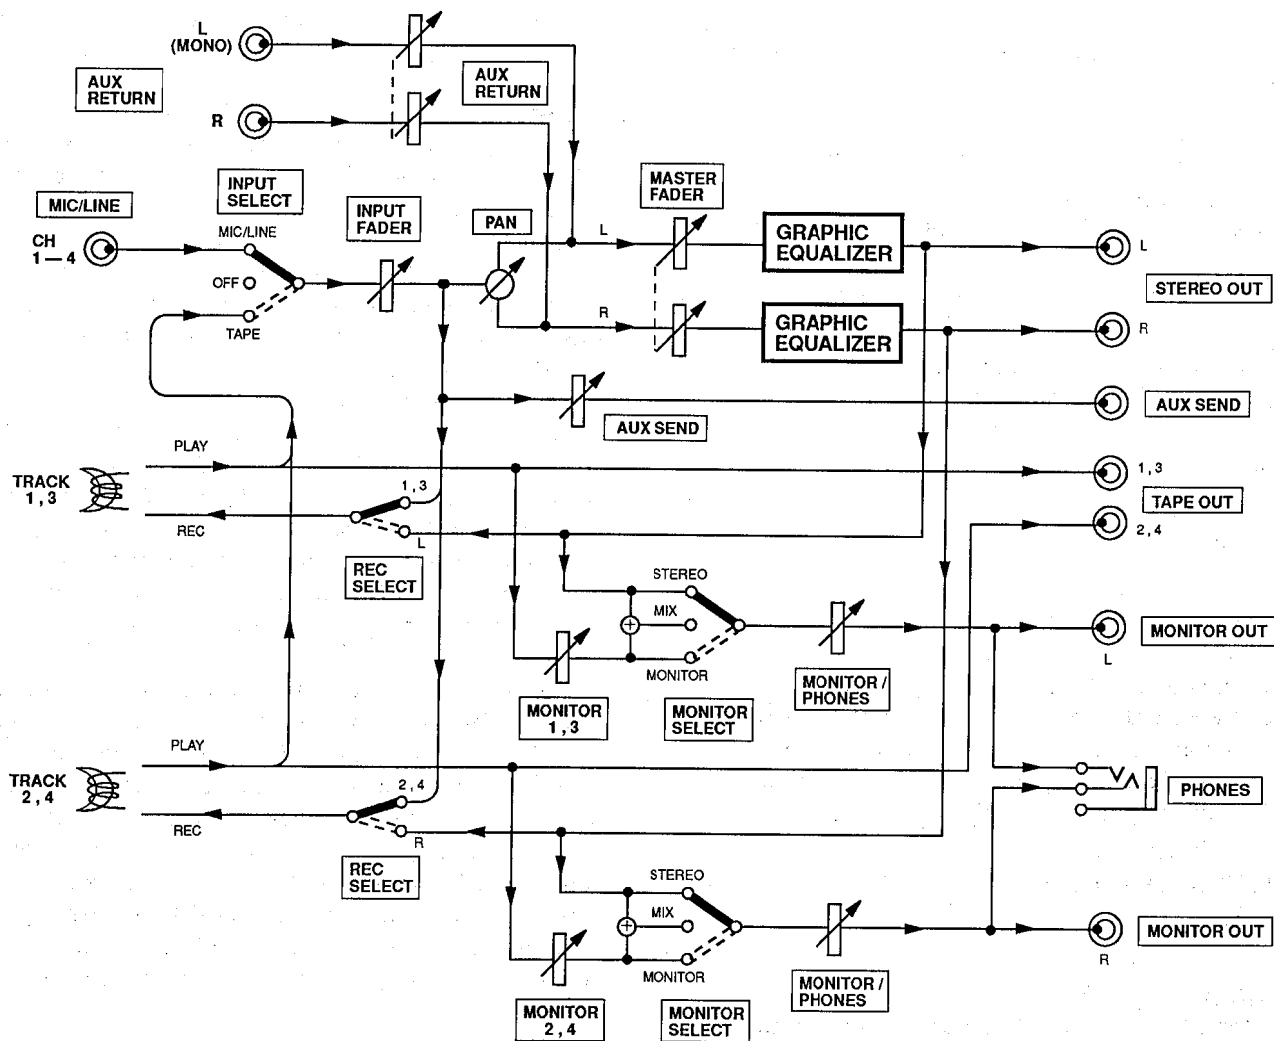 L
(MONO)
AUX
RETURN
AUX
RETURN
R
MIC/LINE
INPUT
SELECT
INPUT
FADER
PAN
MASTER
FADER
GRAPHIC
EQUALIZER
L
L
STEREO OUT
CH
1—4
MIC/LINE
OFF
TAPE
R
GRAPHIC
EQUALIZER
R
AUX SEND
AUX SEND
PLAY
TRACK
1,3
REC
1,3
L
REC
SELECT
1,3
TAPE OUT
2,4
STEREO
MIX
MONITOR
MONITOR
1,3
MONITOR
SELECT
MONITOR /
PHONES
MONITOR OUT
L
PLAY
TRACK
2,4
REC
2,4
R
REC
SELECT
PHONES
STEREO
MIX
MONITOR
MONITOR
2,4
MONITOR
SELECT
MONITOR /
PHONES
MONITOR OUT
R